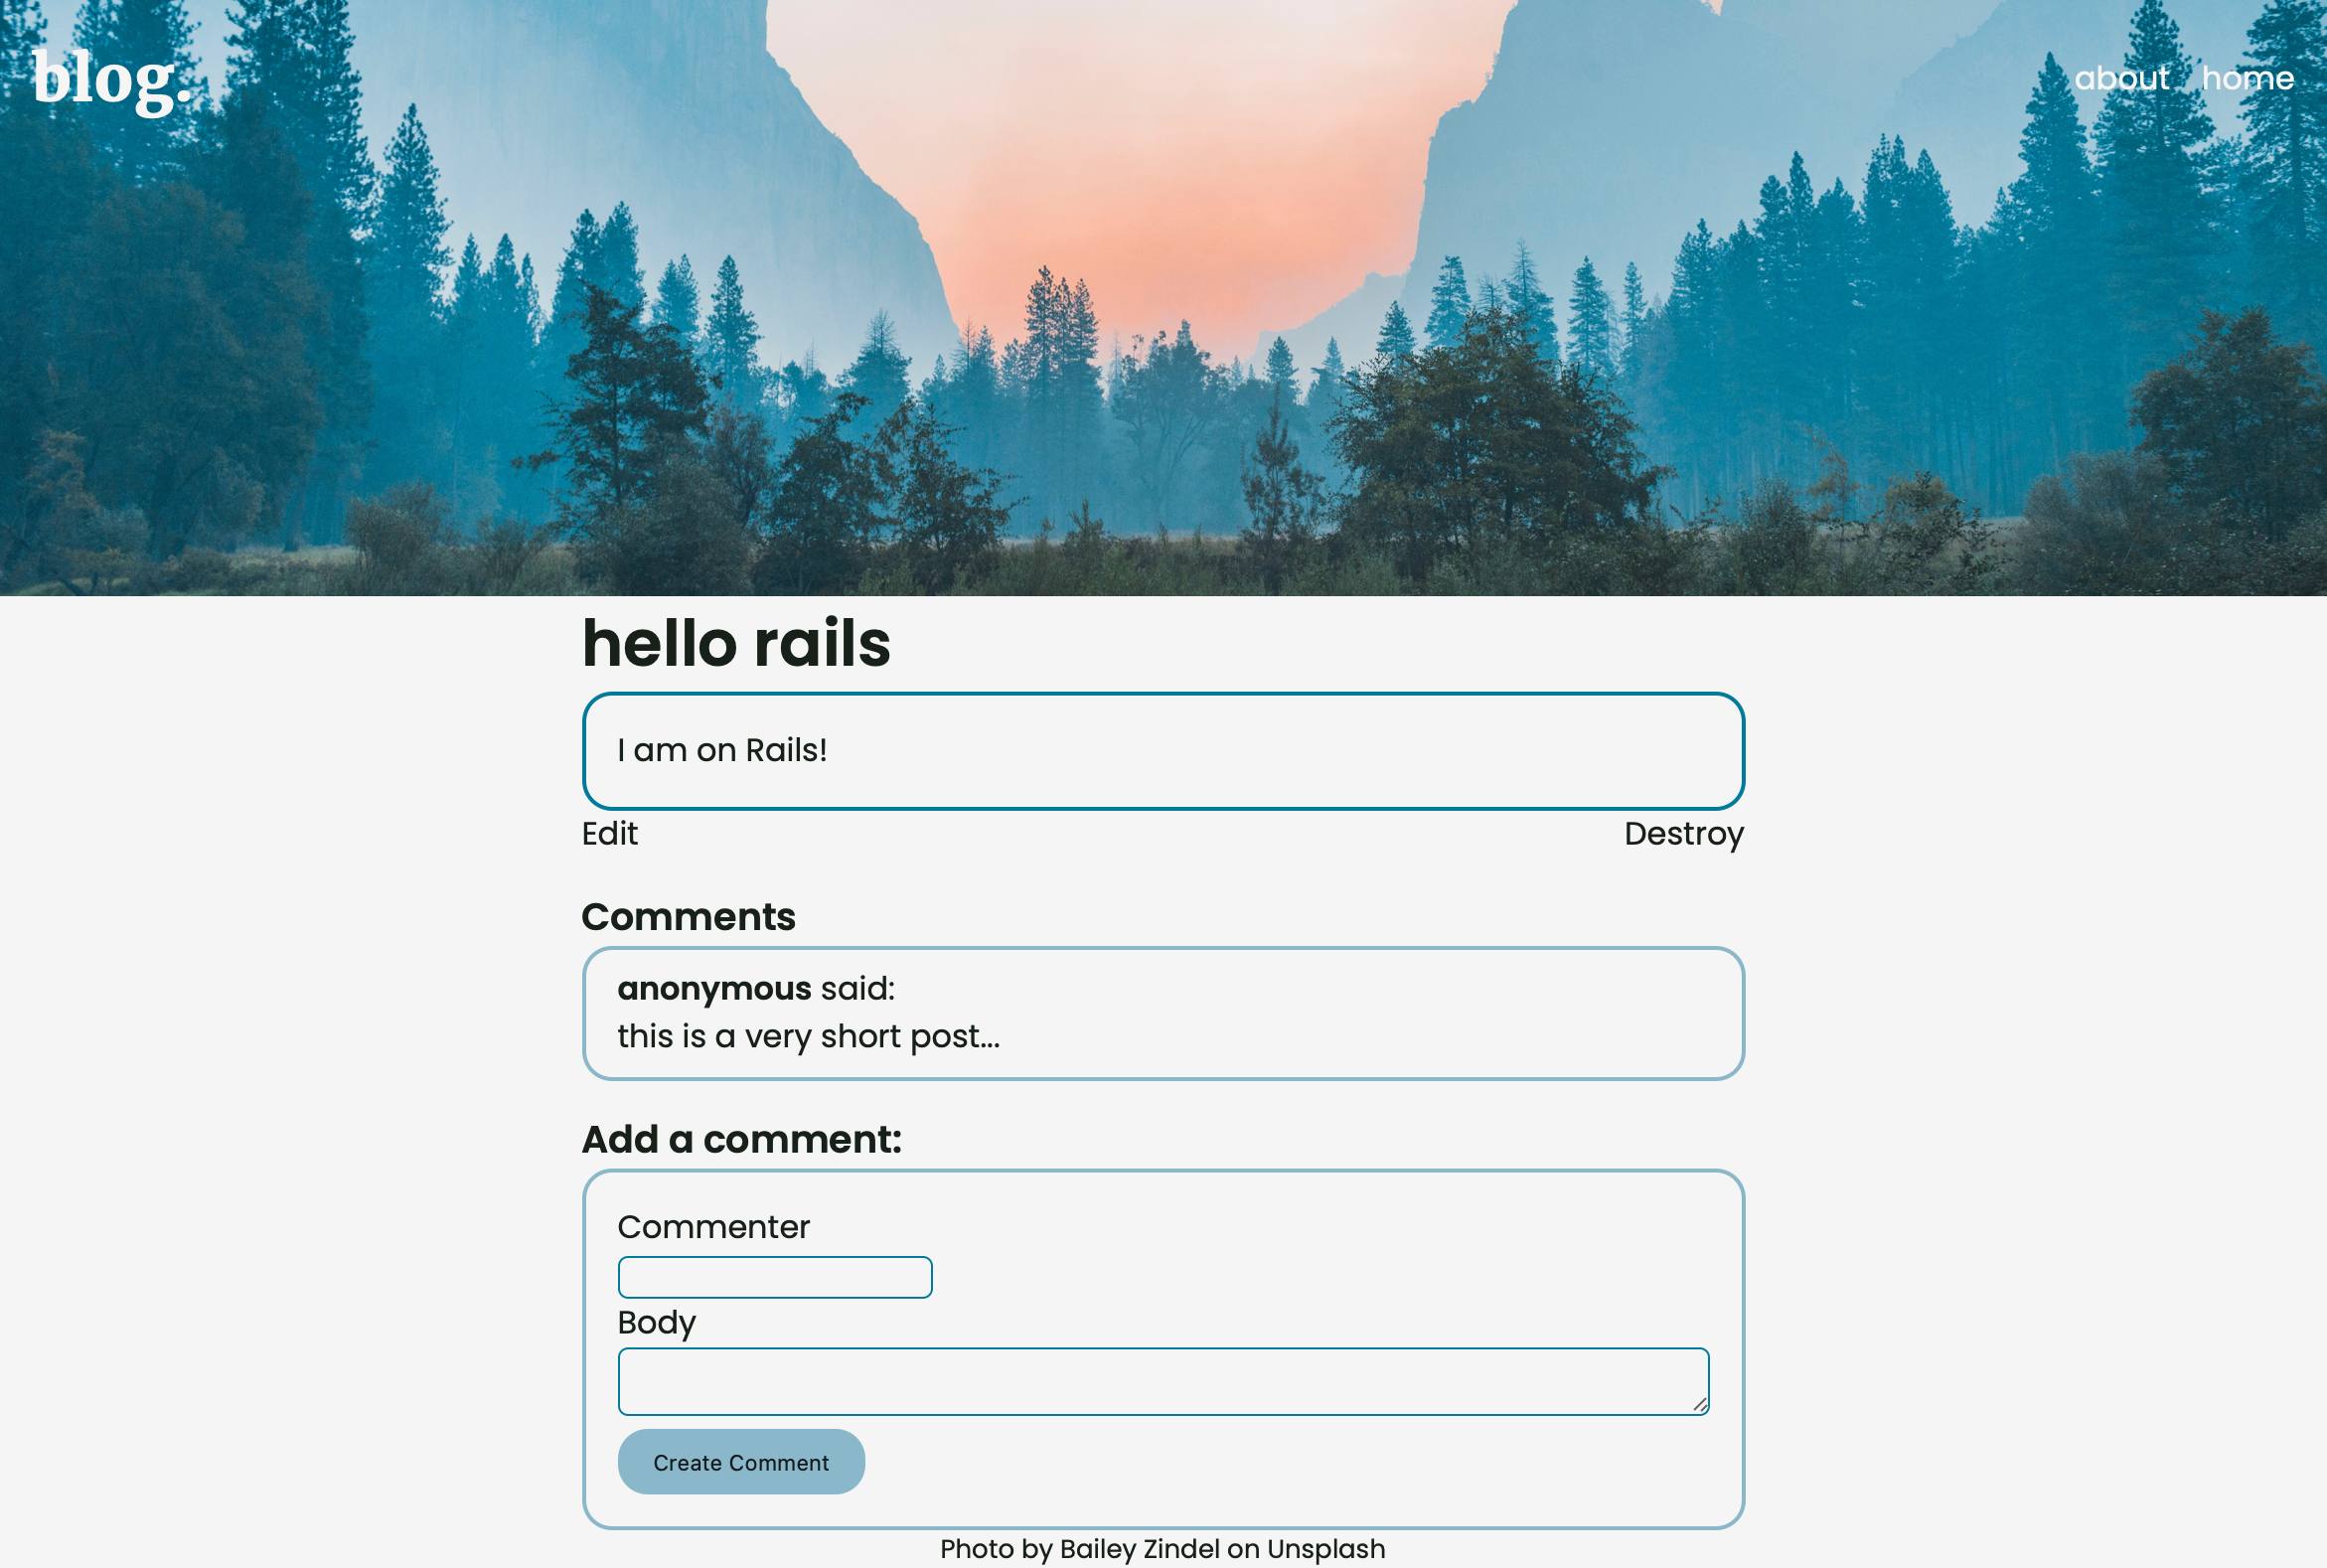 blog.
about home
hello rails
I am on Rails!
Edit Destroy
Comments
anonymous said:
this is a very short post...
Add a comment:
Commenter
Body
Create Comment
Photo by Bailey Zindel on Unsplash